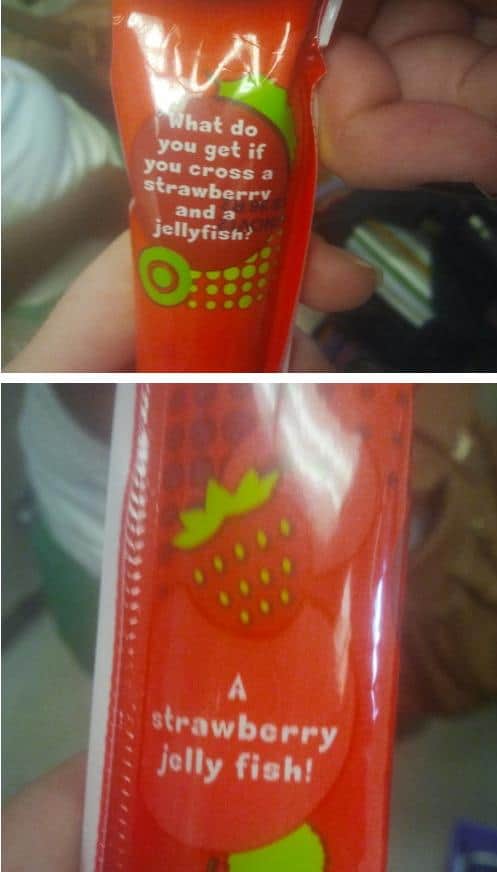 What do
you get if
you cross a
strawberry
and a
jellyfish?
A
strawberry
jelly fish!